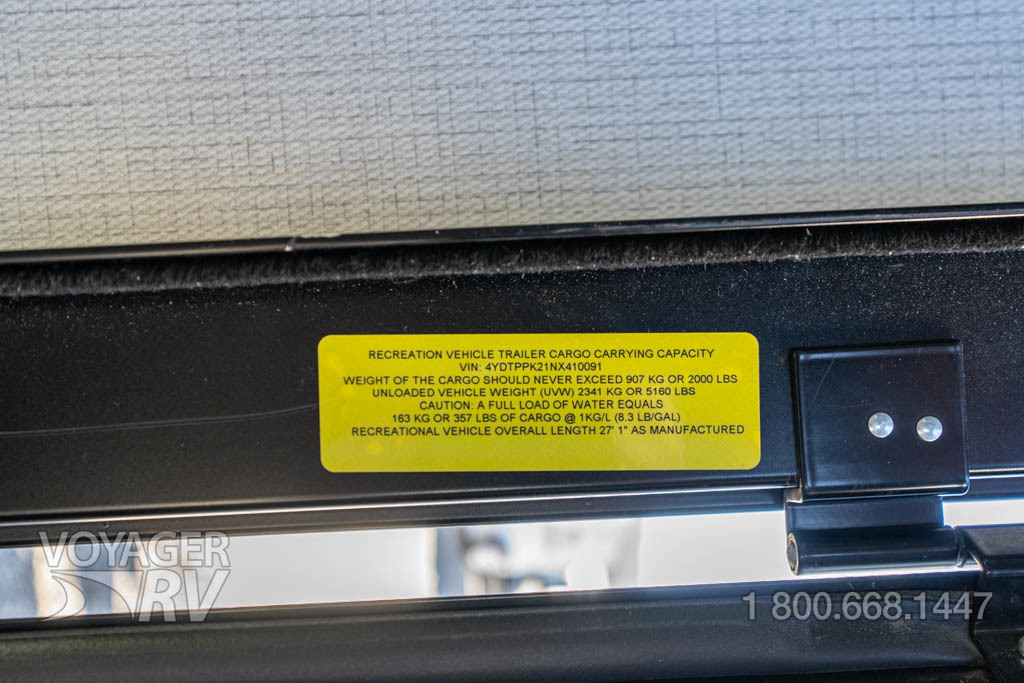 RECREATION VEHICLE TRAILER CARGO CARRYING CAPACITY
VIN: 4YDTPPK21NX410091
WEIGHT OF THE CARGO SHOULD NEVER EXCEED 907 KG OR 2000 LBS
UNLOADED VEHICLE WEIGHT (UVW) 2341 KG OR 5160 LBS
CAUTION: A FULL LOAD OF WATER EQUALS
163 KG OR 357 LBS OF CARGO @ 1KG/L (8.3 LB/GAL)
RECREATIONAL VEHICLE OVERALL LENGTH 27' 1" AS MANUFACTURED
VOYAGER
RV
1 800.668.1447